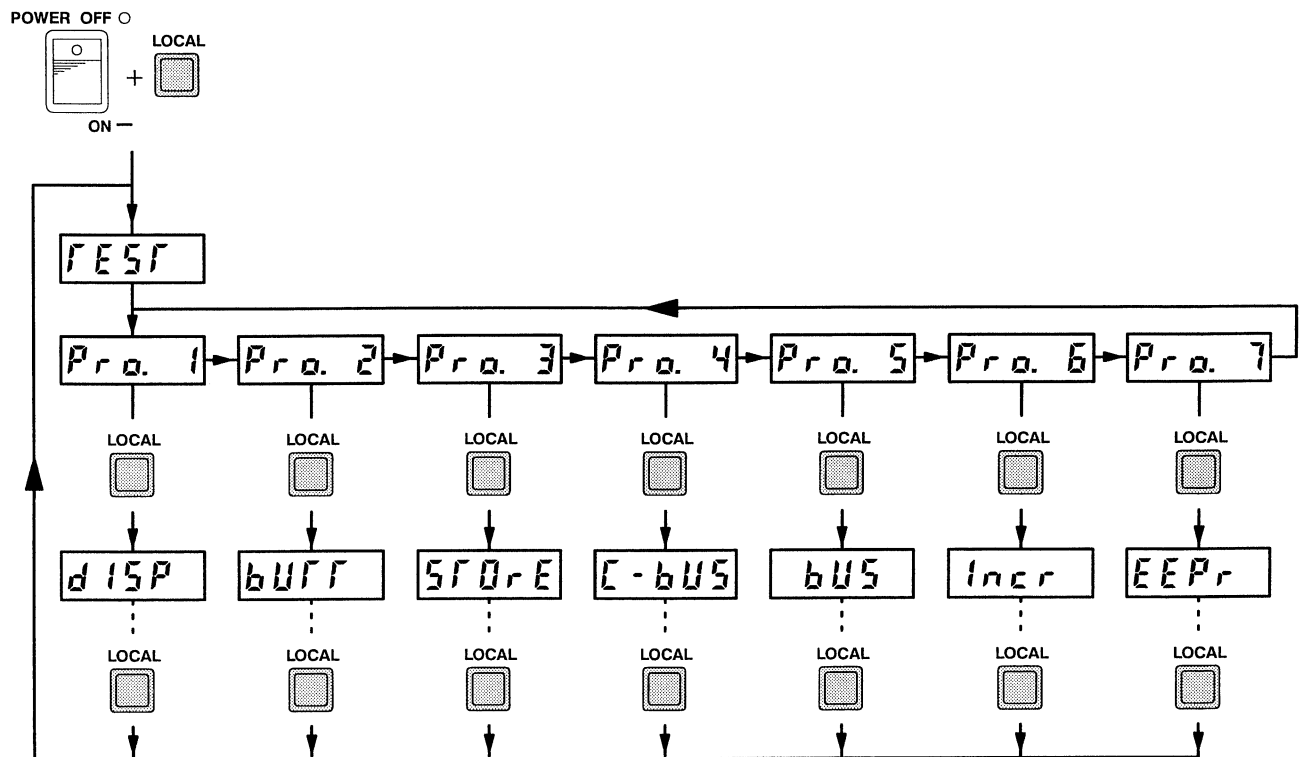 POWER OFF O
LOCAL
+
ON —
TEST
Pro. 1 Pro. 2 Pro. 3 Pro. 4 Pro. 5 Pro. 6 Pro. 7
LOCAL LOCAL LOCAL LOCAL LOCAL LOCAL LOCAL
dISP bUTT STOrE C-bUS bUS Incr EEPr
LOCAL LOCAL LOCAL LOCAL LOCAL LOCAL LOCAL